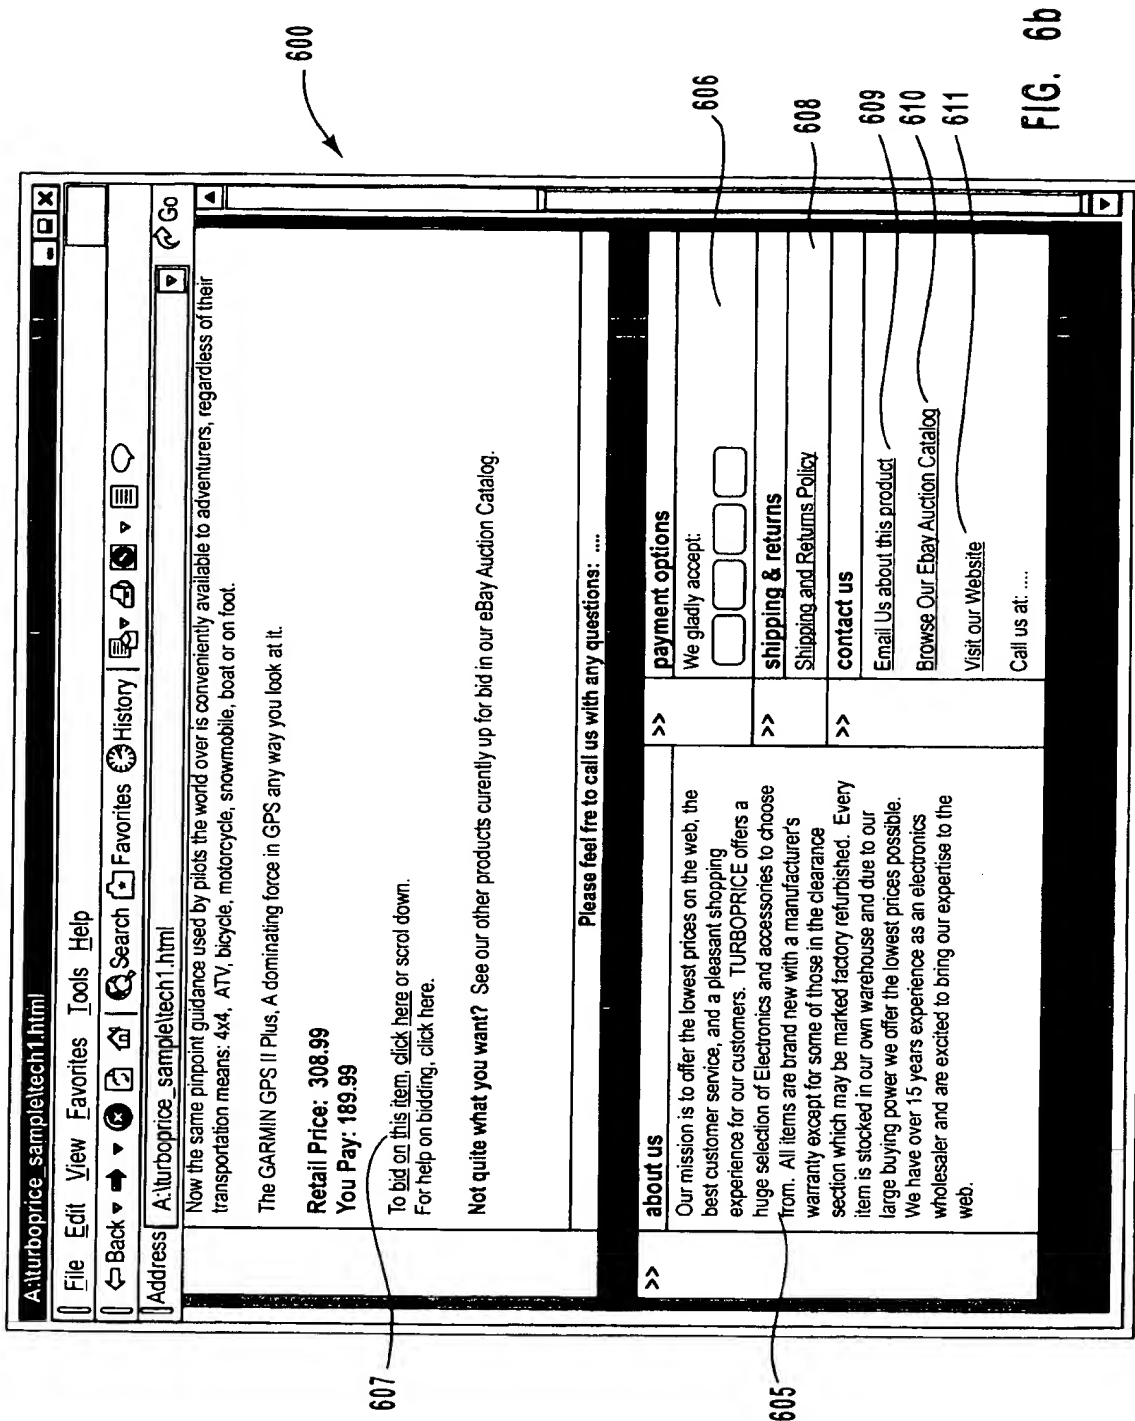 A:\turboprice_sample\tech1.html
File Edit View Favorites Tools Help
Back Search Favorites History
Address A:\turboprice_sample\tech1.html Go
Now the same pinpoint guidance used by pilots the world over is conveniently available to adventurers, regardless of their
transportation means: 4x4, ATV, bicycle, motorcycle, snowmobile, boat or on foot.
The GARMIN GPS II Plus, A dominating force in GPS any way you look at it.
Retail Price: 308.99
You Pay: 189.99
To bid on this item, click here or scrol down.
For help on bidding, click here.
Not quite what you want? See our other products curently up for bid in our eBay Auction Catalog.
Please feel fre to call us with any questions: ....
>> about us
Our mission is to offer the lowest prices on the web, the
best customer service, and a pleasant shopping
experience for our customers. TURBOPRICE offers a
huge selection of Electronics and accessories to choose
from. All items are brand new with a manufacturer's
warranty except for some of those in the clearance
section which may be marked factory refurbished. Every
item is stocked in our own warehouse and due to our
large buying power we offer the lowest prices possible.
We have over 15 years experience as an electronics
wholesaler and are excited to bring our expertise to the
web.
>> payment options
We gladly accept:
>> shipping & returns
Shipping and Returns Policy
>> contact us
Email Us about this product
Browse Our Ebay Auction Catalog
Visit our Website
Call us at: ....
600
607
605
606
608
609
610
611
FIG. 6b